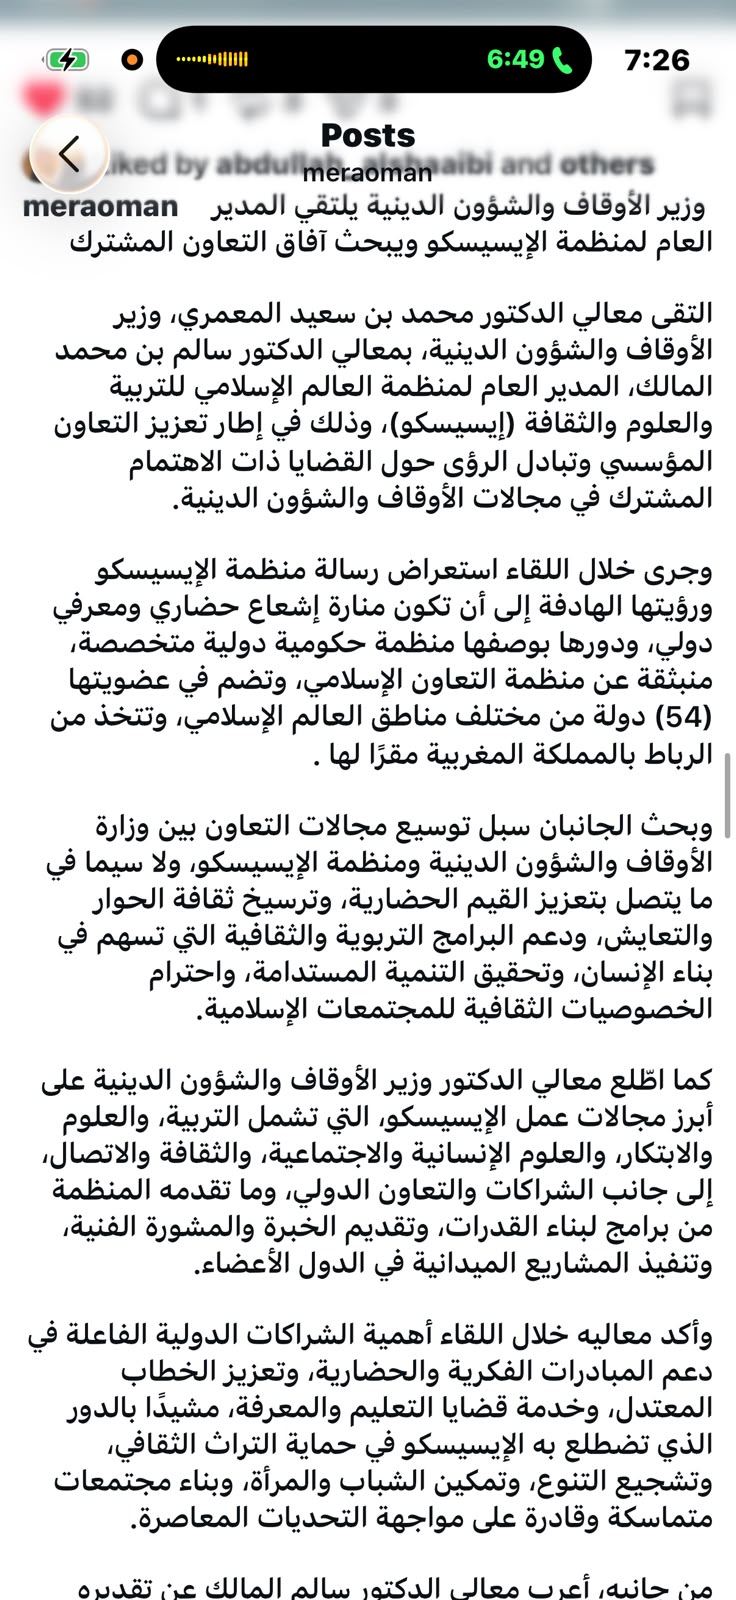 6:49
7:26
Posts
liked by abdullah_alshaaibi and others
meraoman
meraoman وزير الأوقاف والشؤون الدينية يلتقي المدير
العام لمنظمة الإيسيسكو ويبحث آفاق التعاون المشترك
التقى معالي الدكتور محمد بن سعيد المعمري، وزير
الأوقاف والشؤون الدينية، بمعالي الدكتور سالم بن محمد
المالك، المدير العام لمنظمة العالم الإسلامي للتربية
والعلوم والثقافة (إيسيسكو)، وذلك في إطار تعزيز التعاون
المؤسسي وتبادل الرؤى حول القضايا ذات الاهتمام
المشترك في مجالات الأوقاف والشؤون الدينية.
وجرى خلال اللقاء استعراض رسالة منظمة الإيسيسكو
ورؤيتها الهادفة إلى أن تكون منارة إشعاع حضاري ومعرفي
دولي، ودورها بوصفها منظمة حكومية دولية متخصصة،
منبثقة عن منظمة التعاون الإسلامي، وتضم في عضويتها
(54) دولة من مختلف مناطق العالم الإسلامي، وتتخذ من
الرباط بالمملكة المغربية مقرًا لها .
وبحث الجانبان سبل توسيع مجالات التعاون بين وزارة
الأوقاف والشؤون الدينية ومنظمة الإيسيسكو، ولا سيما في
ما يتصل بتعزيز القيم الحضارية، وترسيخ ثقافة الحوار
والتعايش، ودعم البرامج التربوية والثقافية التي تسهم في
بناء الإنسان، وتحقيق التنمية المستدامة، واحترام
الخصوصيات الثقافية للمجتمعات الإسلامية.
كما اطّلع معالي الدكتور وزير الأوقاف والشؤون الدينية على
أبرز مجالات عمل الإيسيسكو، التي تشمل التربية، والعلوم
والابتكار، والعلوم الإنسانية والاجتماعية، والثقافة والاتصال،
إلى جانب الشراكات والتعاون الدولي، وما تقدمه المنظمة
من برامج لبناء القدرات، وتقديم الخبرة والمشورة الفنية،
وتنفيذ المشاريع الميدانية في الدول الأعضاء.
وأكد معاليه خلال اللقاء أهمية الشراكات الدولية الفاعلة في
دعم المبادرات الفكرية والحضارية، وتعزيز الخطاب
المعتدل، وخدمة قضايا التعليم والمعرفة، مشيدًا بالدور
الذي تضطلع به الإيسيسكو في حماية التراث الثقافي،
وتشجيع التنوع، وتمكين الشباب والمرأة، وبناء مجتمعات
متماسكة وقادرة على مواجهة التحديات المعاصرة.
من جانبه، أعرب معالي الدكتور سالم المالك عن تقديره